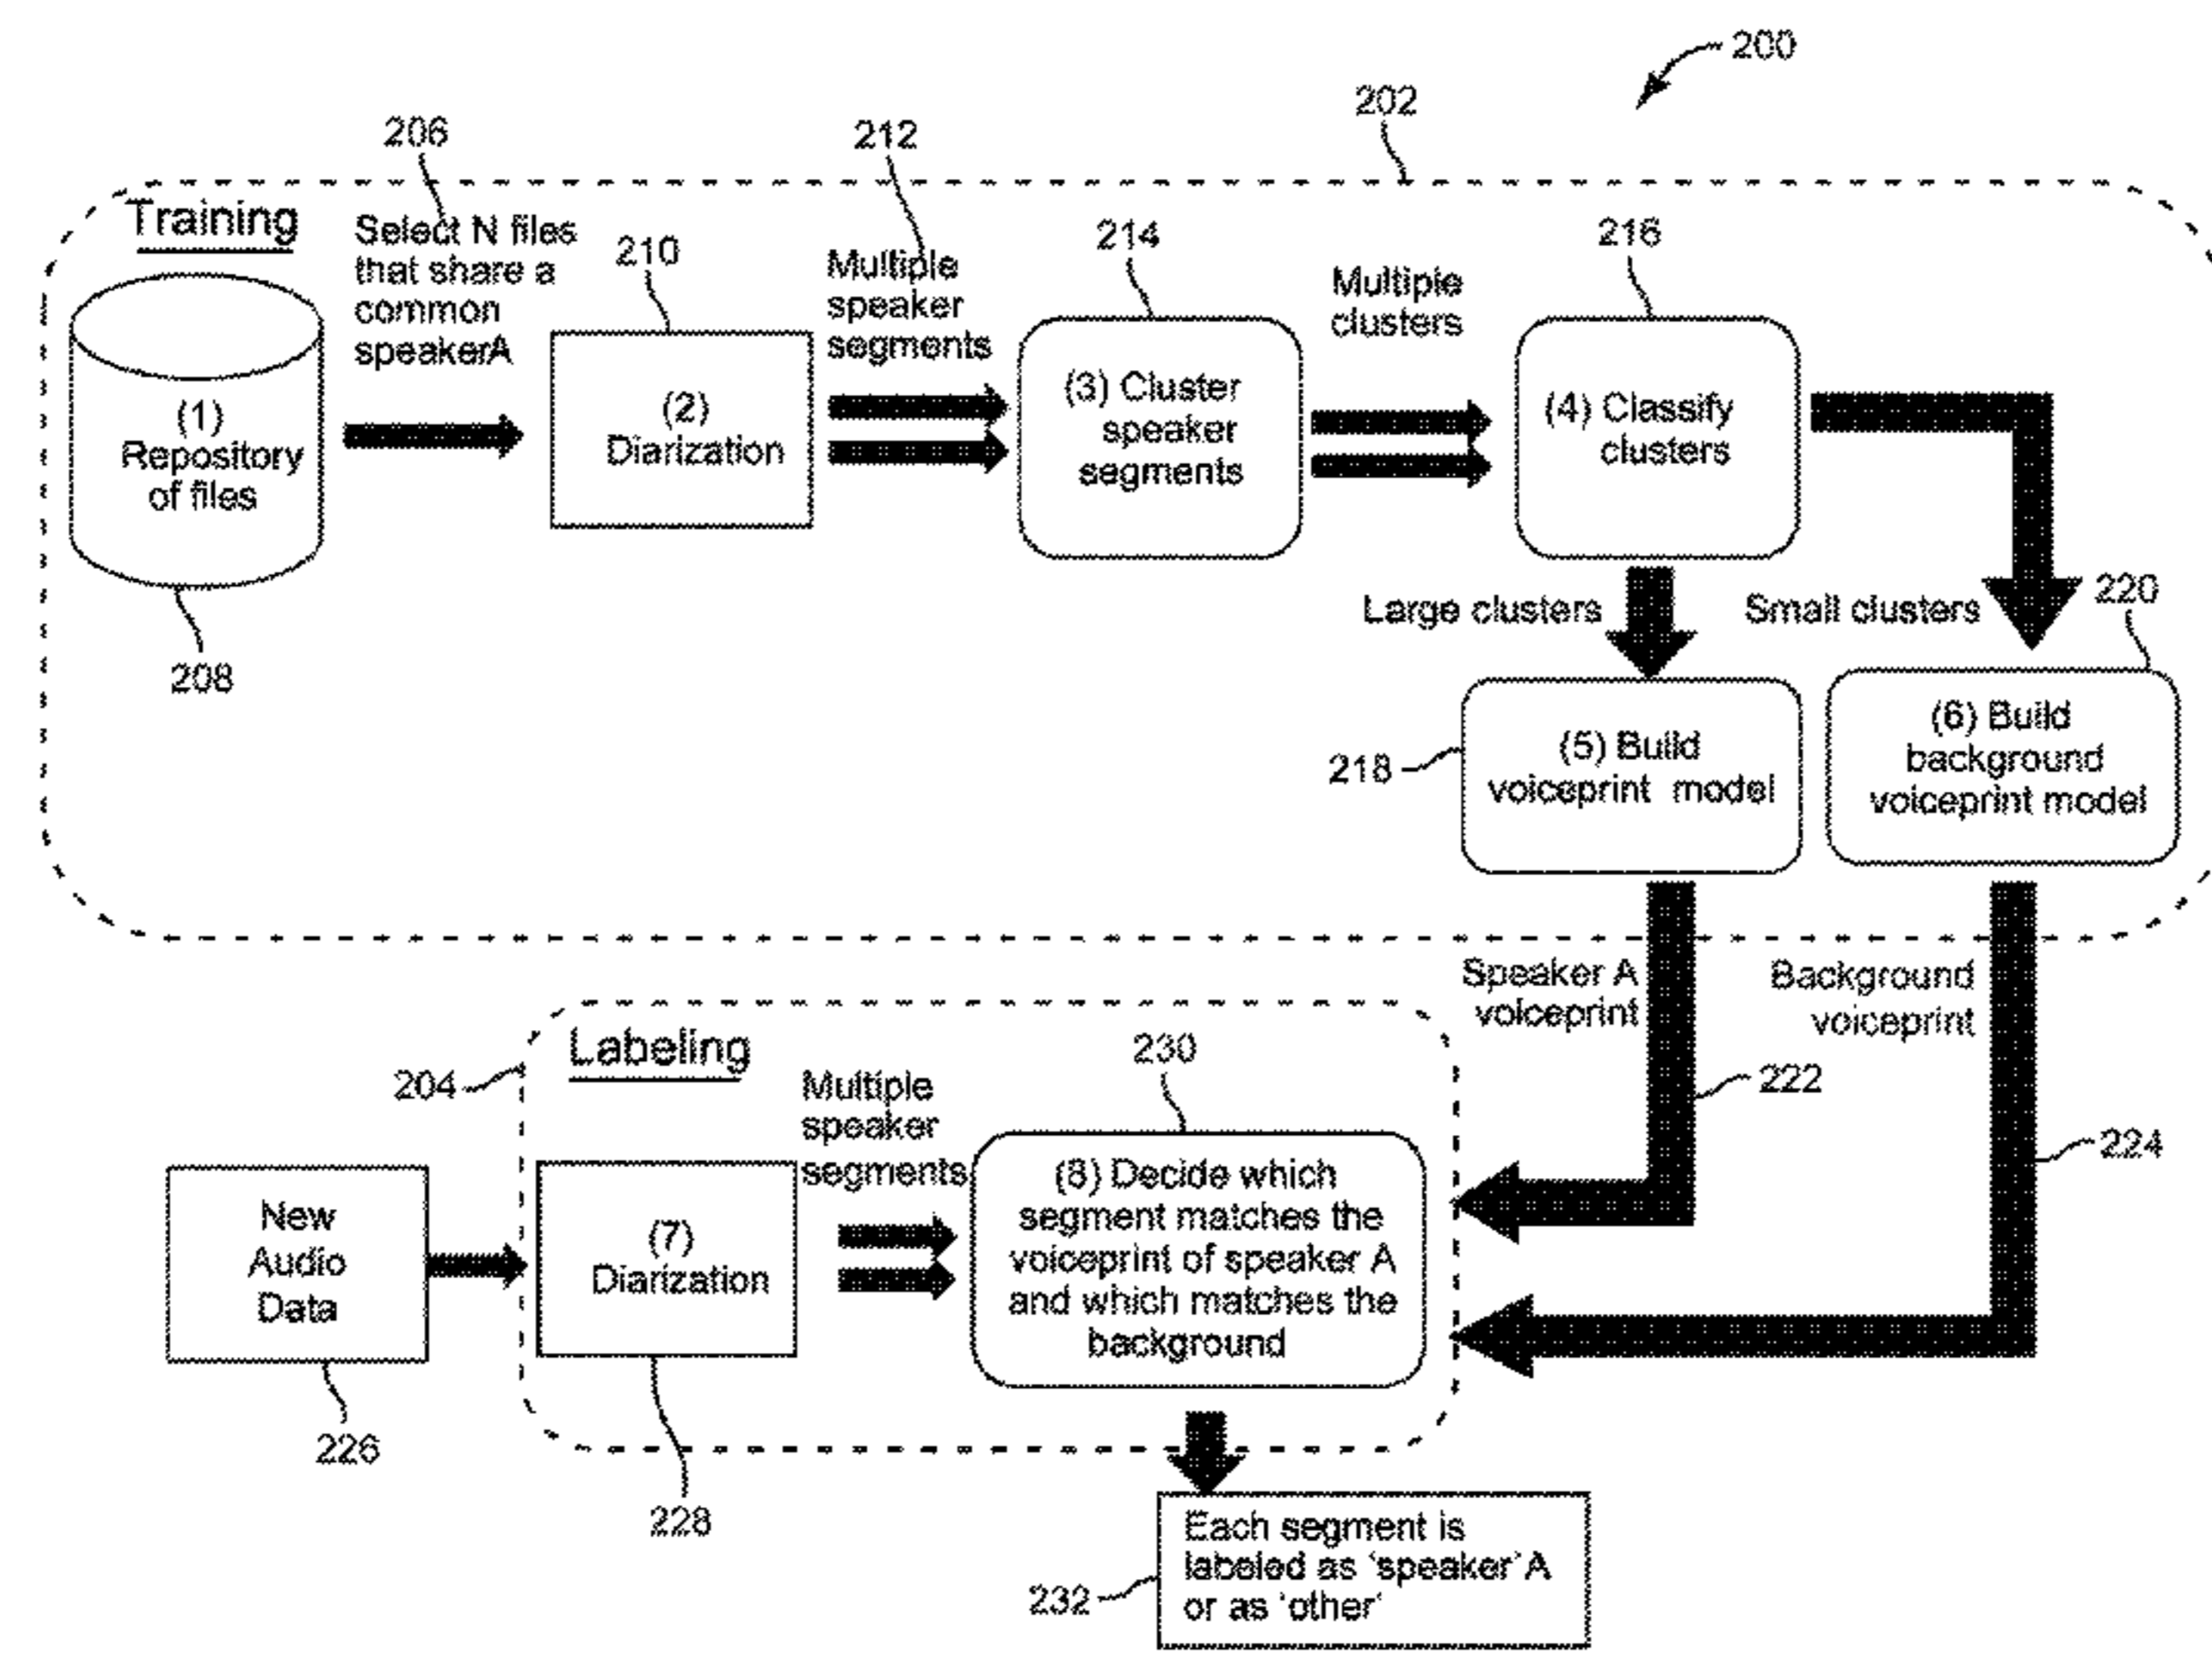 200
202
206
212
Training
Select N files
that share a
common
speakerA
210
Multiple
speaker
segments
214
Multiple
clusters
216
(1)
Repository
of files
(2)
Diarization
(3) Cluster
speaker
segments
(4) Classify
clusters
208
Large clusters
Small clusters
220
218
(5) Build
voiceprint model
(6) Build
background
voiceprint model
Speaker A
voiceprint
Background
voiceprint
204
Labeling
Multiple
speaker
segments
230
222
224
New
Audio
Data
(7)
Diarization
(8) Decide which
segment matches the
voiceprint of speaker A
and which matches the
background
226
228
232
Each segment is
labeled as 'speaker' A
or as 'other'